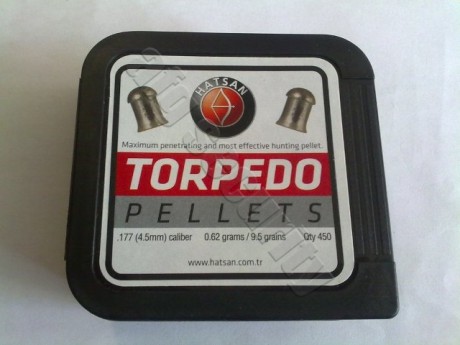 HATSAN
Maximum penetrating and most effective hunting pellet.
TORPEDO
PELLETS
.177 (4.5mm) caliber 0.62 grams / 9.5 grains Qty 450
www.hatsan.com.tr